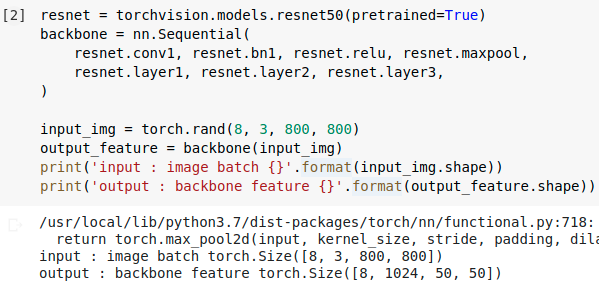 [2] resnet = torchvision.models.resnet50(pretrained=True)
backbone = nn.Sequential(
resnet.conv1, resnet.bn1, resnet.relu, resnet.maxpool,
resnet.layer1, resnet.layer2, resnet.layer3,
)
input_img = torch.rand(8, 3, 800, 800)
output_feature = backbone(input_img)
print('input : image batch {}'.format(input_img.shape))
print('output : backbone feature {}'.format(output_feature.shape))
/usr/local/lib/python3.7/dist-packages/torch/nn/functional.py:718:
return torch.max_pool2d(input, kernel_size, stride, padding, dila
input : image batch torch.Size([8, 3, 800, 800])
output : backbone feature torch.Size([8, 1024, 50, 50])